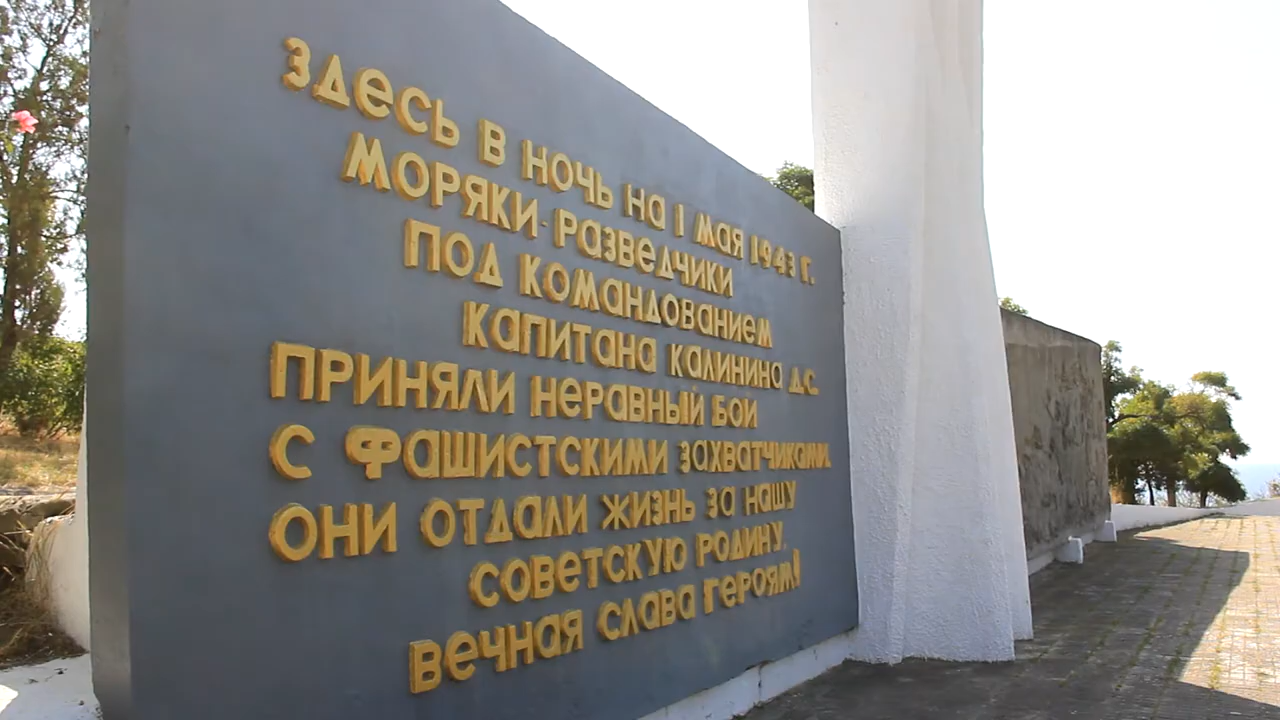 Здесь в ночь на 1 мая 1943 г.
моряки-разведчики
под командованием
капитана Калинина Д.С.
приняли неравный бой
с фашистскими захватчиками.
Они отдали жизнь за нашу
советскую Родину.
Вечная слава героям!